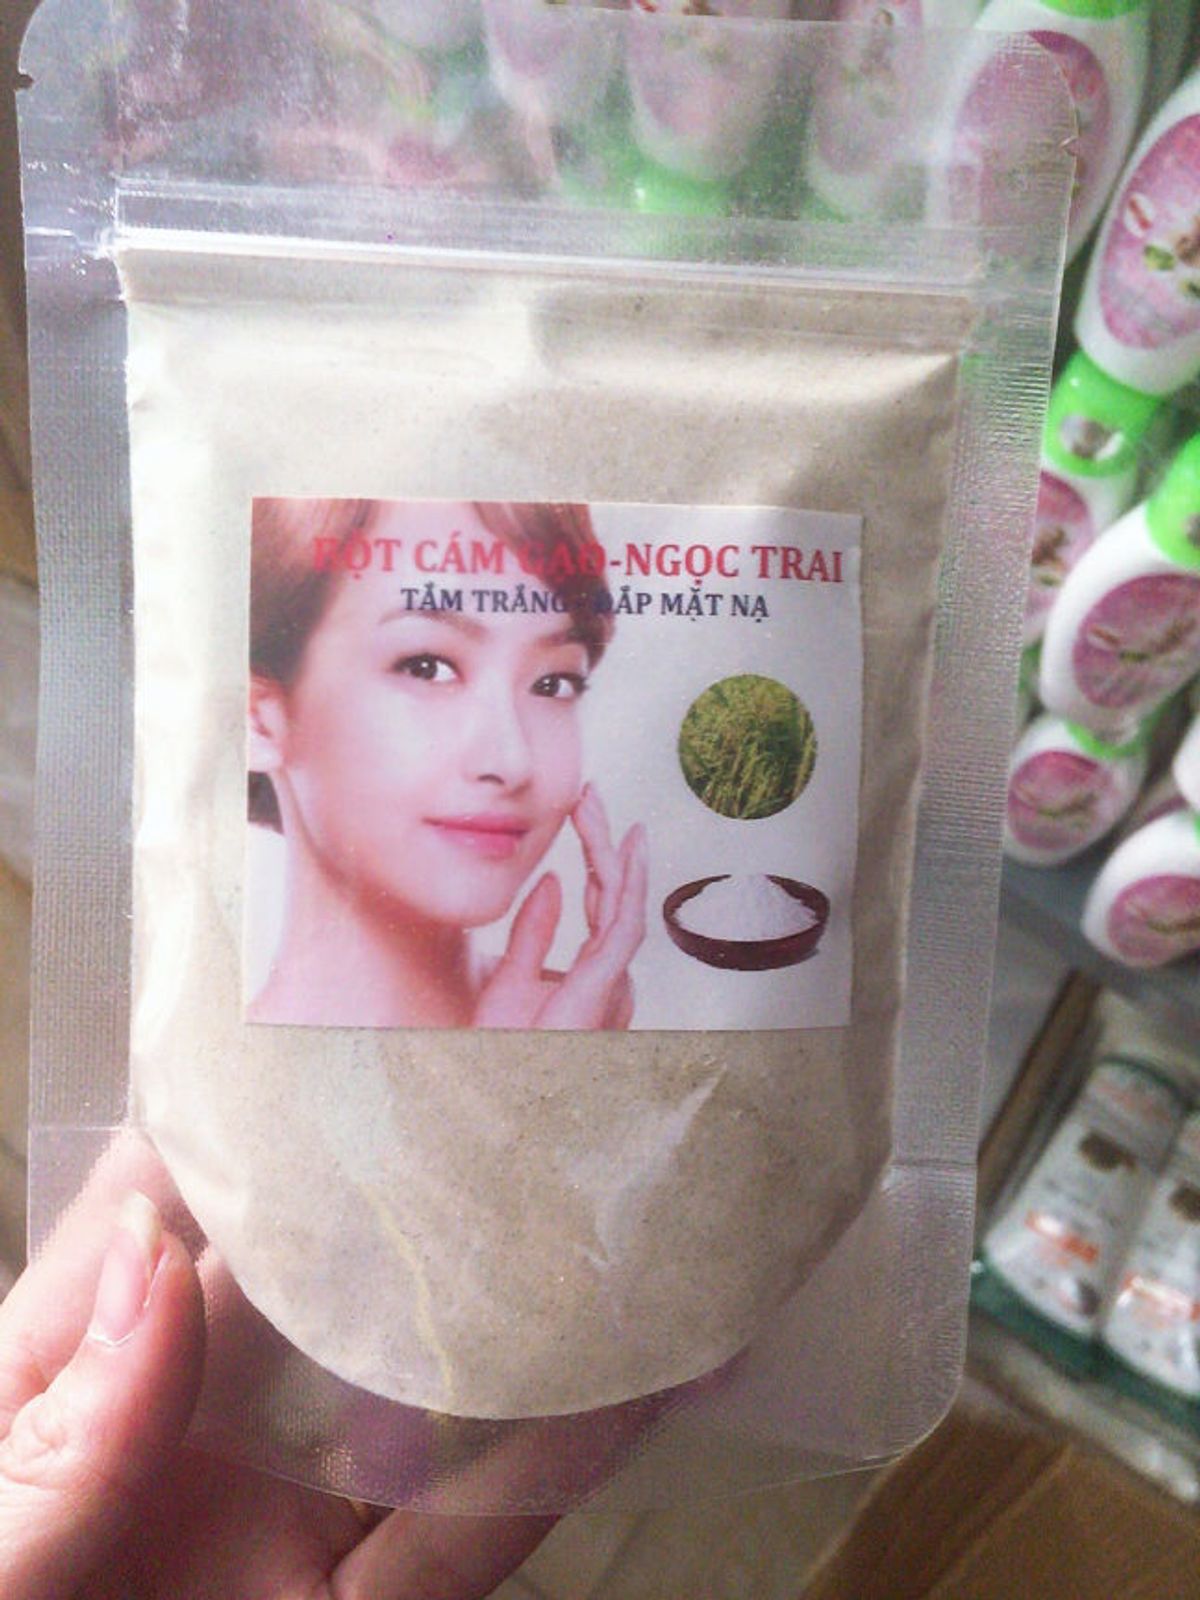 BỘT CÁM GẠO-NGỌC TRAI
TẮM TRẮNG - ĐẮP MẶT NẠ